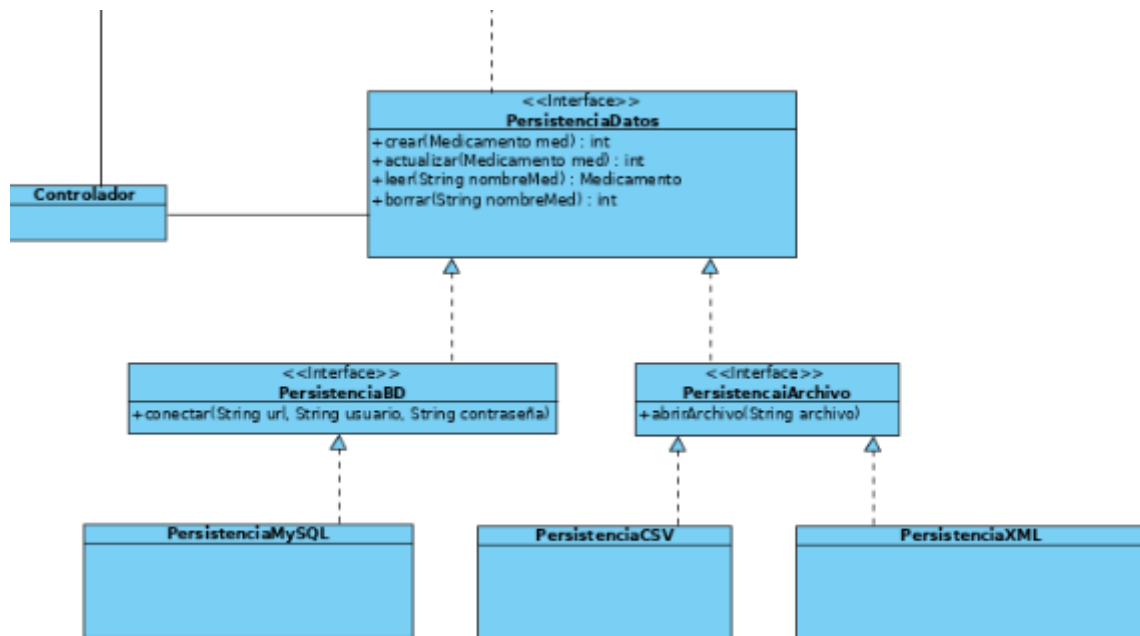 <<Interface>>
PersistenciaDatos
+crear(Medicamento med) : int
+actualizar(Medicamento med) : int
+leer(String nombreMed) : Medicamento
+borrar(String nombreMed) : int
Controlador
<<Interface>>
PersistenciaBD
+conectar(String url, String usuario, String contraseña)
<<Interface>>
PersistencaiArchivo
+abrirArchivo(String archivo)
PersistenciaMySQL
PersistenciaCSV
PersistenciaXML